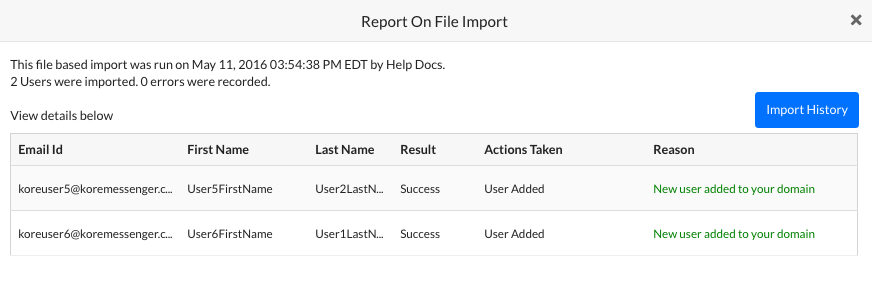 Report On File Import
This file based import was run on May 11, 2016 03:54:38 PM EDT by Help Docs.
2 Users were imported. 0 errors were recorded.
View details below
Import History
Email Id First Name Last Name Result Actions Taken Reason
koreuser5@koremessenger.c... User5FirstName User2LastN... Success User Added New user added to your domain
koreuser6@koremessenger.c... User6FirstName User1LastN... Success User Added New user added to your domain